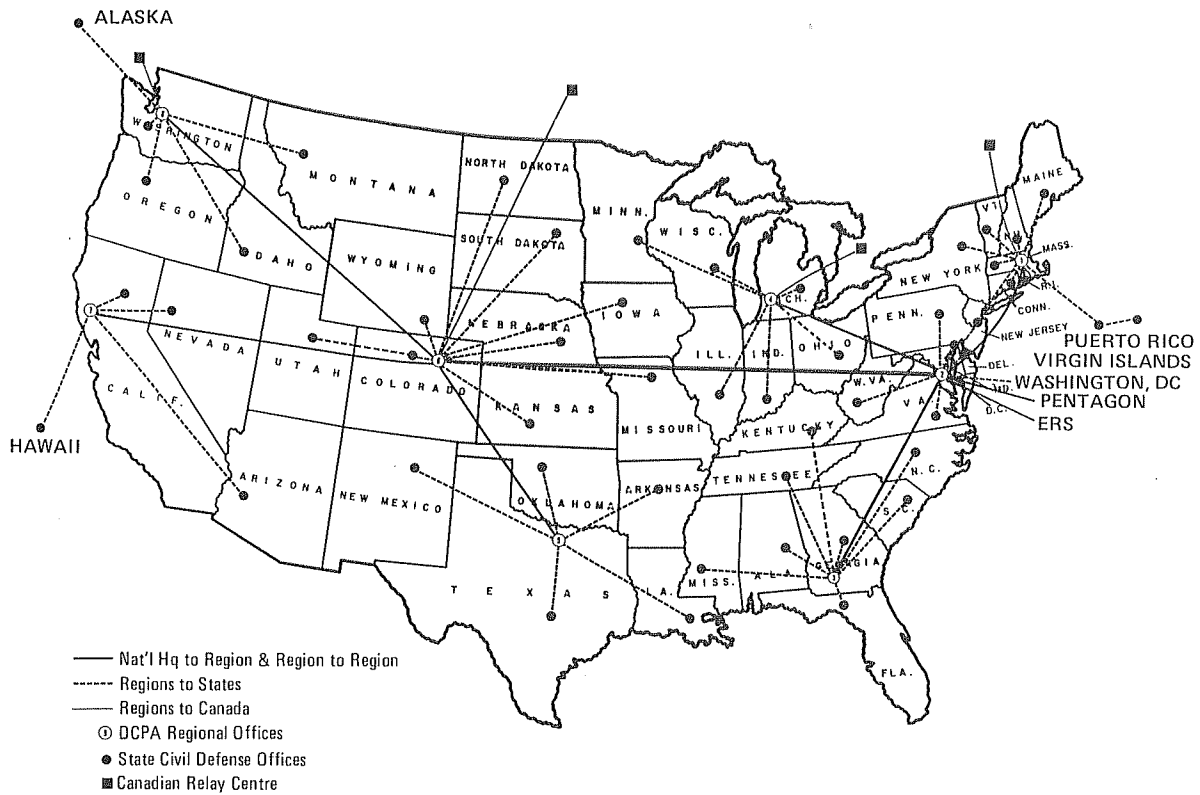 ALASKA
WASHINGTON
MONTANA
NORTH DAKOTA
MINN.
MAINE
VT.
N.H.
OREGON
IDAHO
WYOMING
SOUTH DAKOTA
WISC.
MICH.
NEW YORK
MASS.
R.I.
CONN.
NEW JERSEY
PENN.
NEBRASKA
IOWA
NEVADA
UTAH
COLORADO
ILL.
IND.
OHIO
W.VA.
VA.
DEL.
MD.
D.C.
PUERTO RICO
VIRGIN ISLANDS
WASHINGTON, DC
PENTAGON
ERS
CALIF.
KANSAS
MISSOURI
KENTUCKY
HAWAII
ARIZONA
NEW MEXICO
OKLAHOMA
ARKANSAS
TENNESSEE
N.C.
S.C.
TEXAS
LA.
MISS.
ALA.
GEORGIA
FLA.
Nat'l Hq to Region & Region to Region
Regions to States
Regions to Canada
DCPA Regional Offices
State Civil Defense Offices
Canadian Relay Centre